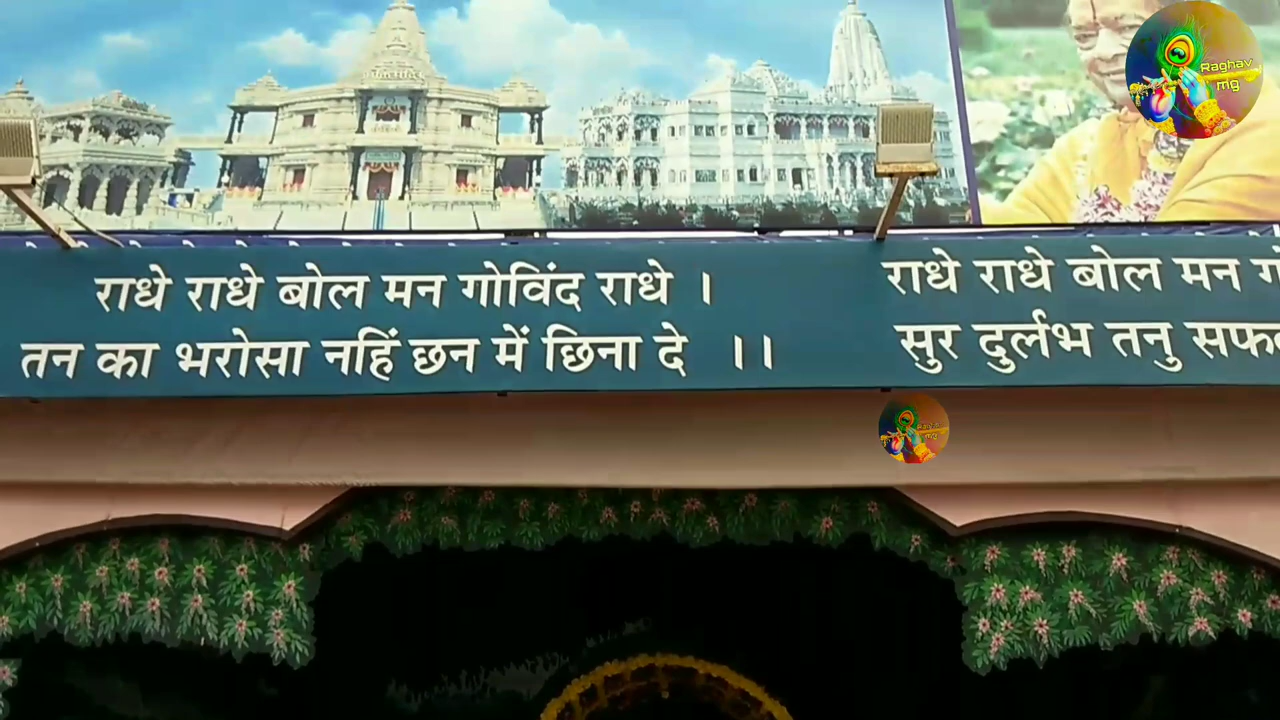 राधे राधे बोल मन गोविंद राधे ।
तन का भरोसा नहिं छन में छिना दे ।।
राधे राधे बोल मन
सुर दुर्लभ तनु
Raghav
mg